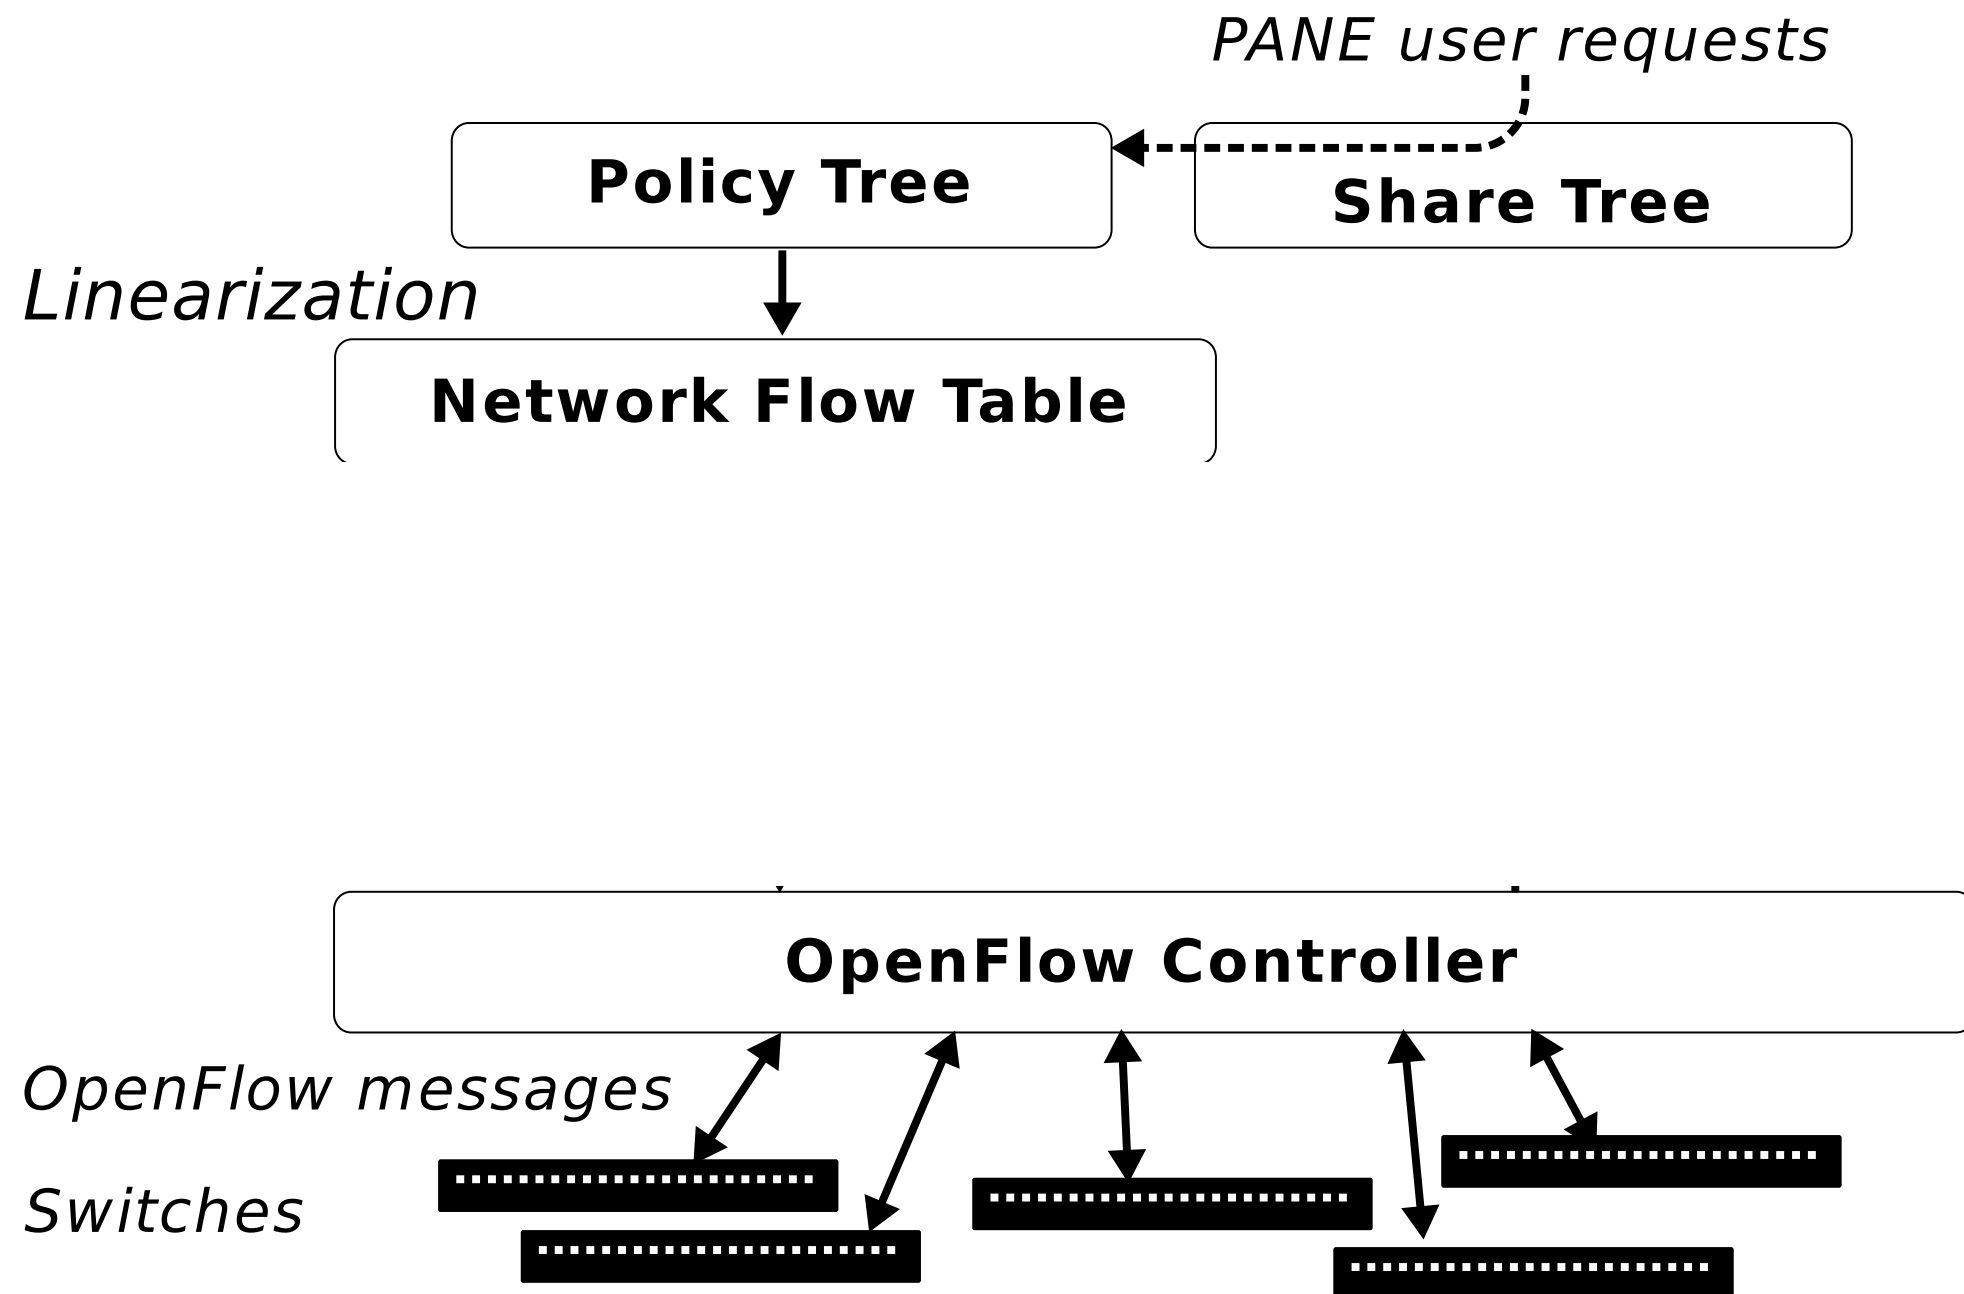 PANE user requests
Policy Tree
Share Tree
Linearization
Network Flow Table
OpenFlow Controller
OpenFlow messages
Switches